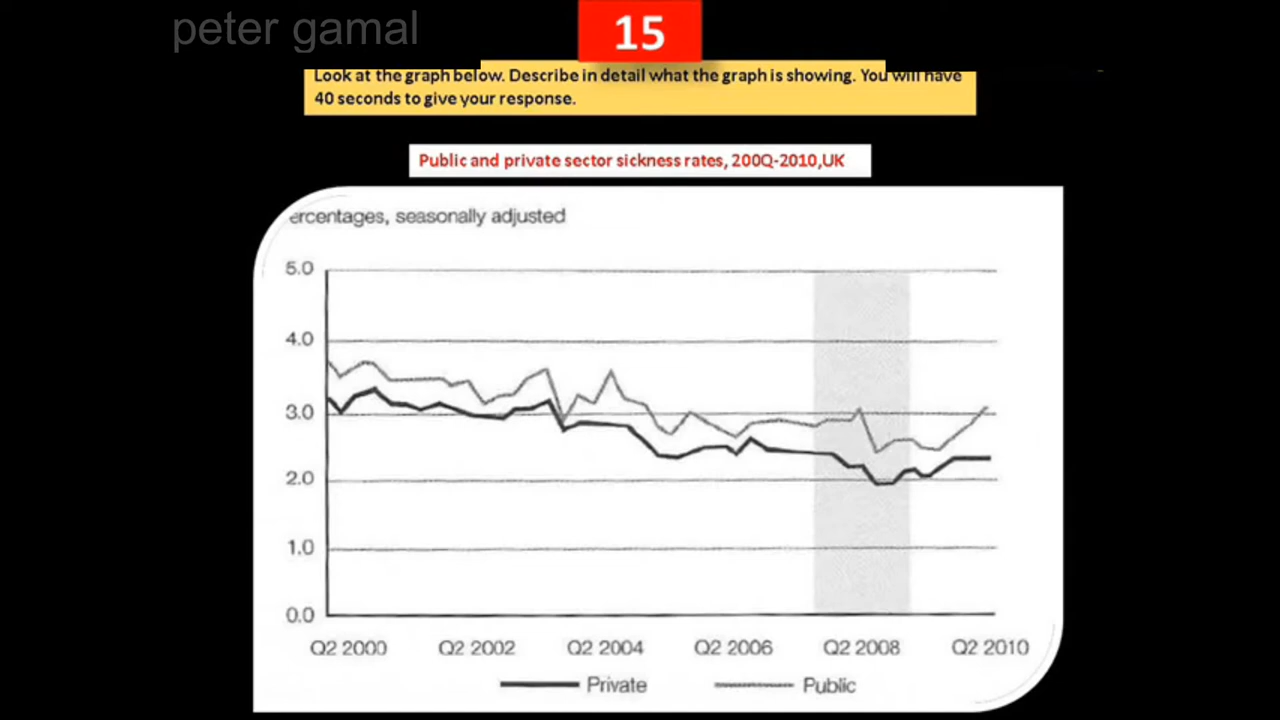 peter gamal
15
Look at the graph below. Describe in detail what the graph is showing. You will have
40 seconds to give your response.
Public and private sector sickness rates, 200Q-2010,UK
ercentages, seasonally adjusted
5.0
4.0
3.0
2.0
1.0
0.0
Q2 2000 Q2 2002 Q2 2004 Q2 2006 Q2 2008 Q2 2010
Private Public